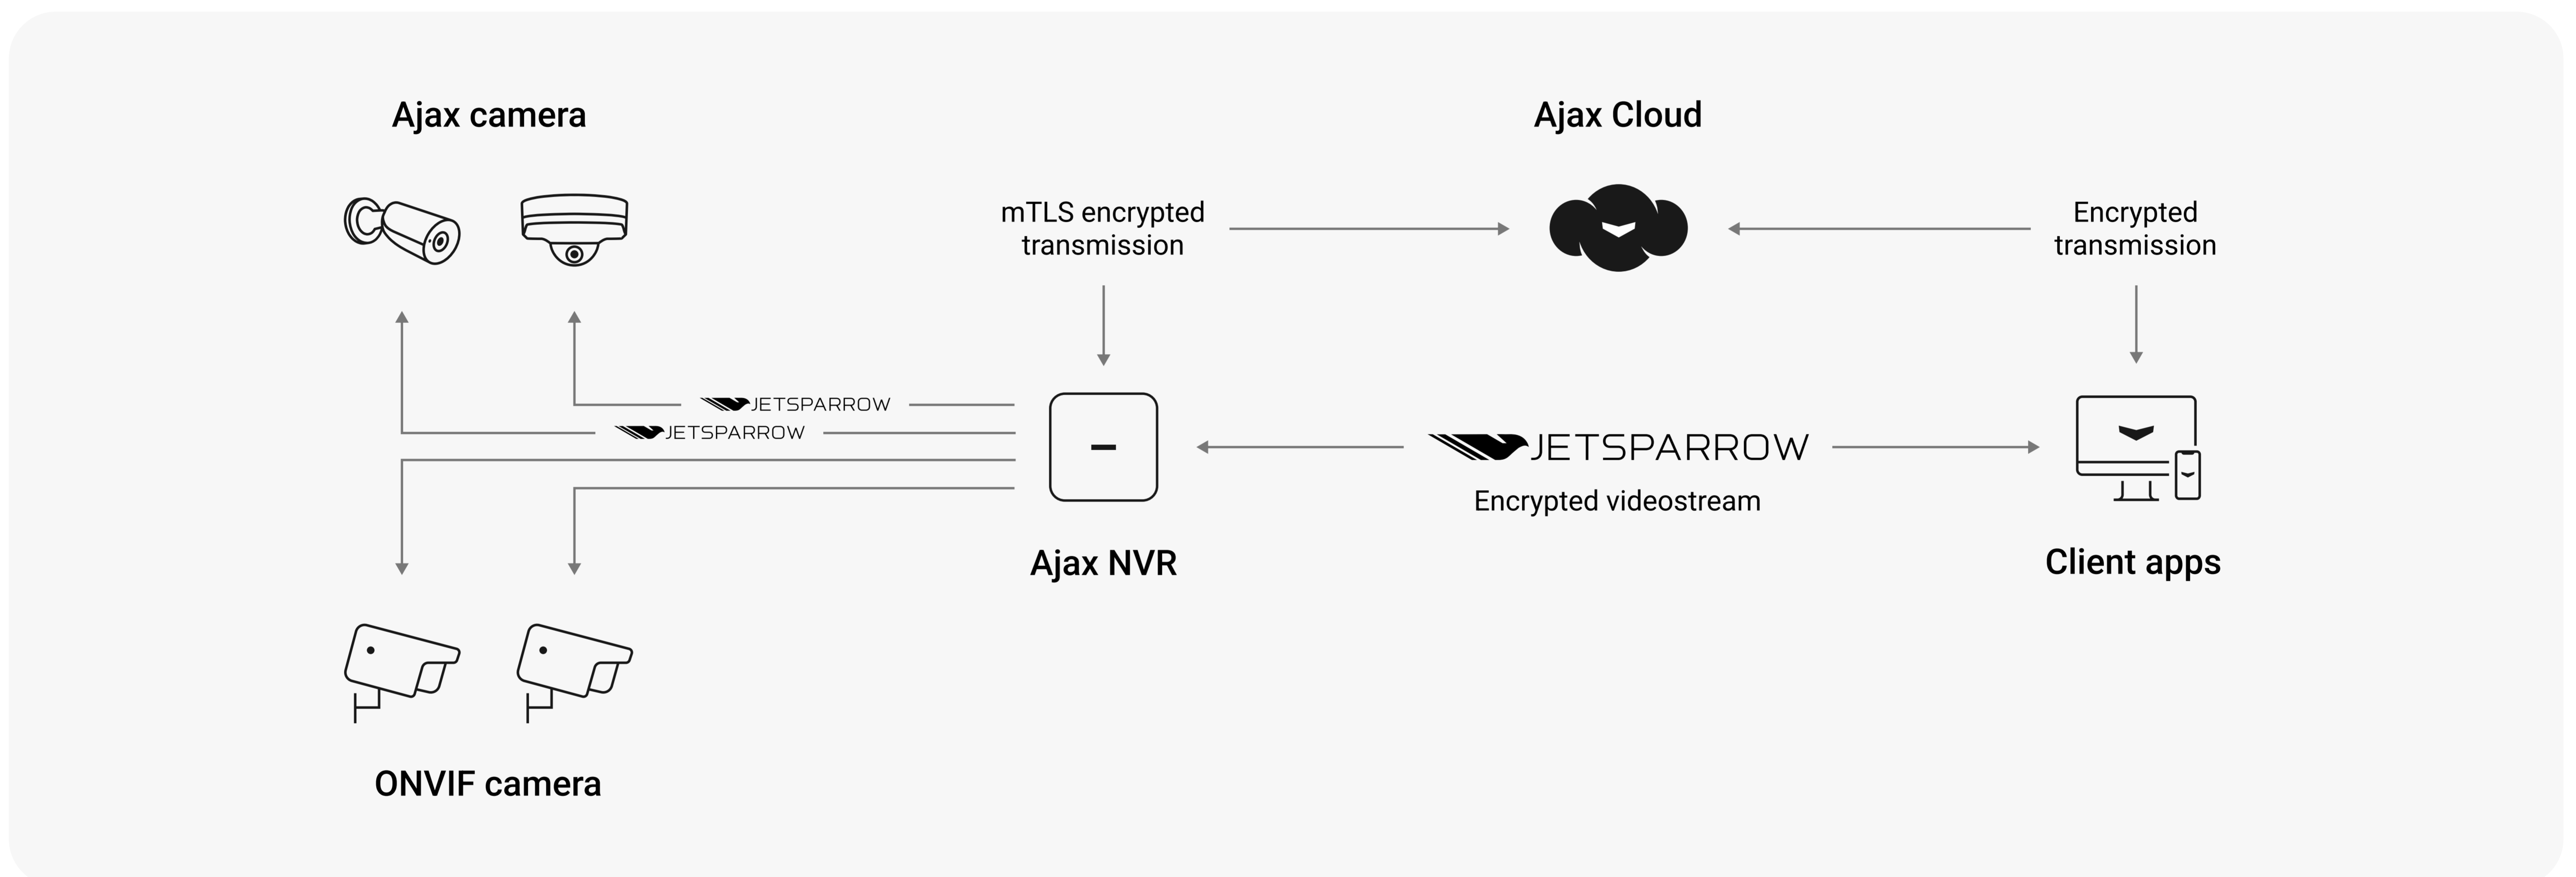 Ajax camera
Ajax Cloud
mTLS encrypted
transmission
Encrypted
transmission
JETSPARROW
JETSPARROW
JETSPARROW
Encrypted videostream
Ajax NVR
Client apps
ONVIF camera